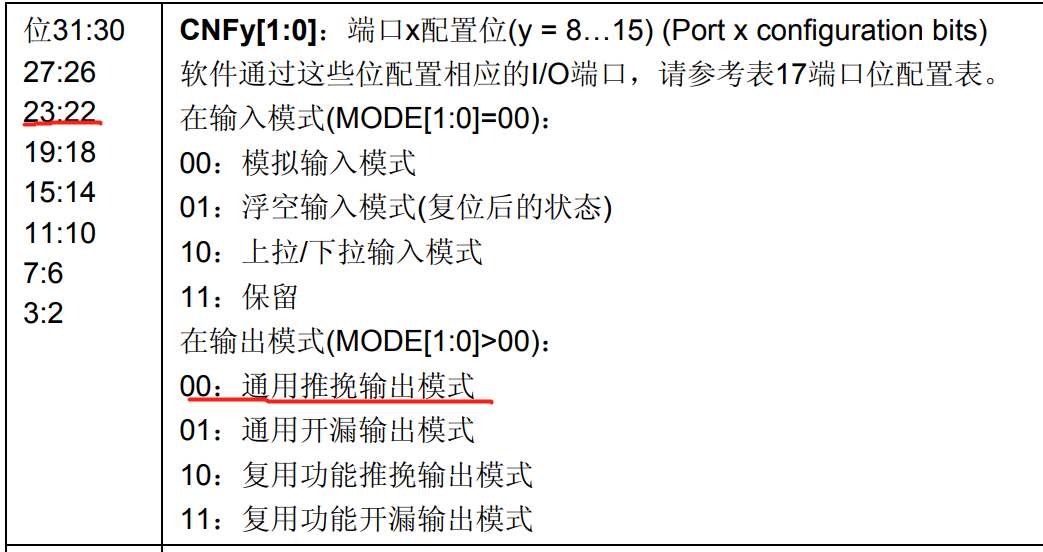 位31:30
27:26
23:22
19:18
15:14
11:10
7:6
3:2
CNFy[1:0]：端口x配置位(y = 8…15) (Port x configuration bits)
软件通过这些位配置相应的I/O端口，请参考表17端口位配置表。
在输入模式(MODE[1:0]=00)：
00：模拟输入模式
01：浮空输入模式(复位后的状态)
10：上拉/下拉输入模式
11：保留
在输出模式(MODE[1:0]>00)：
00：通用推挽输出模式
01：通用开漏输出模式
10：复用功能推挽输出模式
11：复用功能开漏输出模式